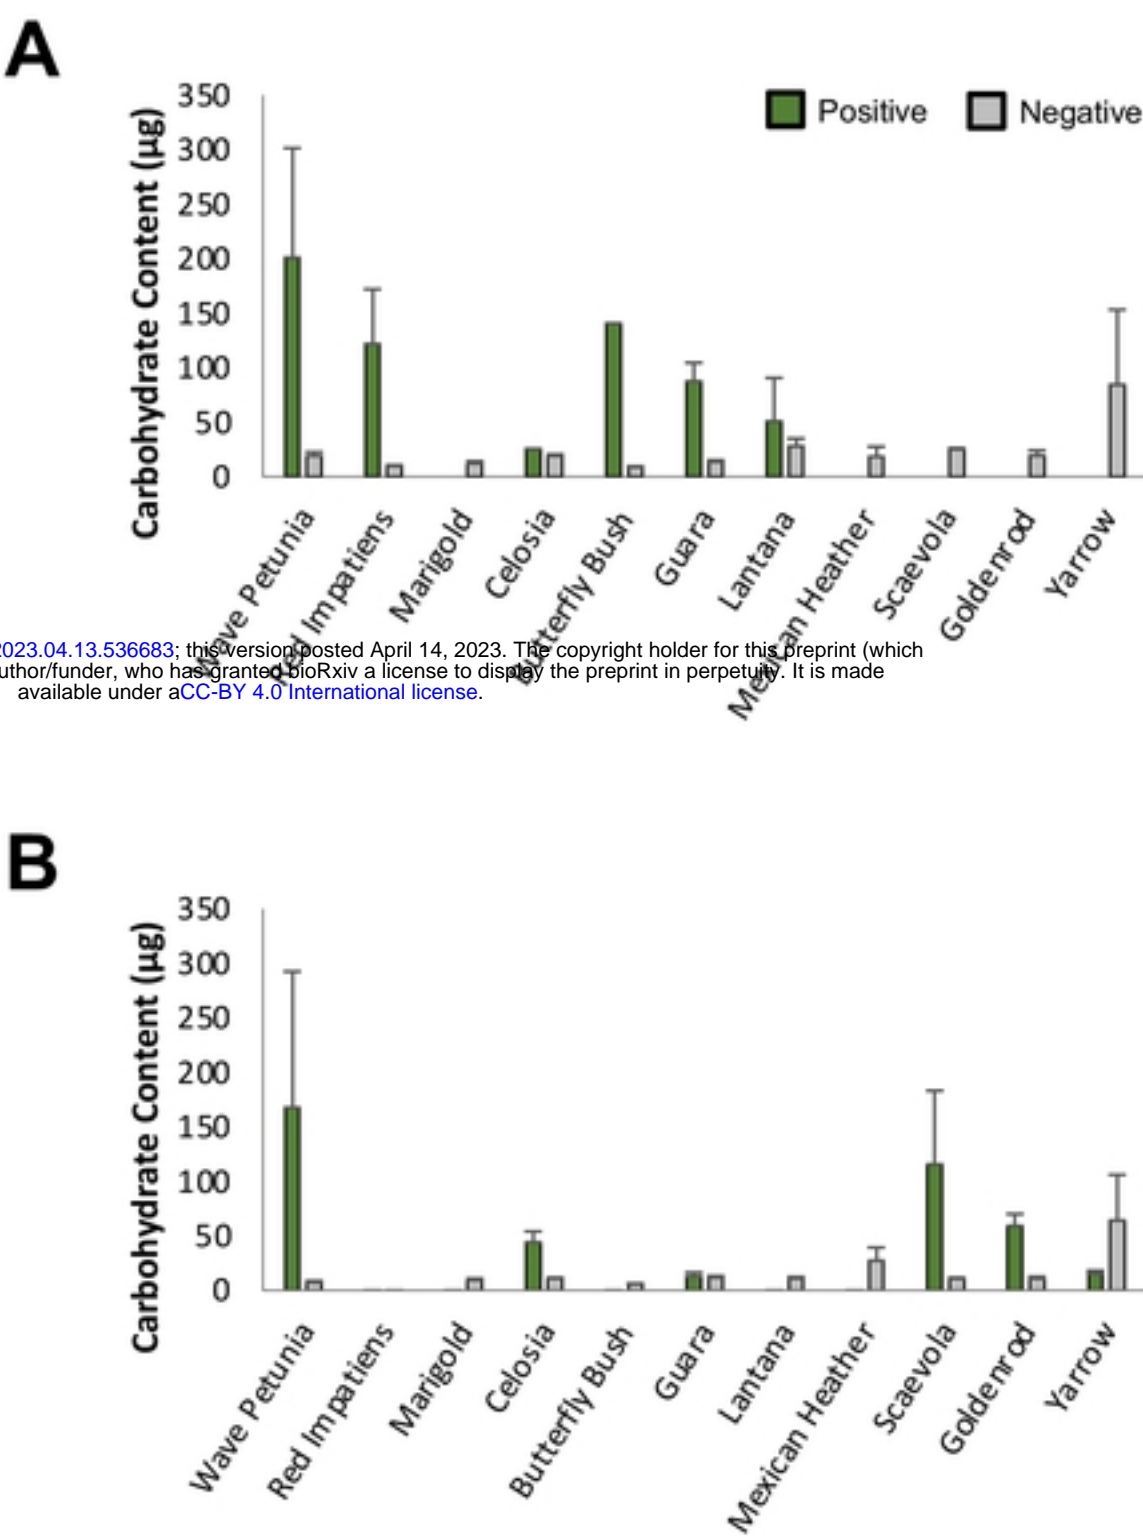 A
Positive Negative
Carbohydrate Content (µg)
350
300
250
200
150
100
50
0
Wave Petunia
Red Impatiens
Marigold
Celosia
Butterfly Bush
Guara
Lantana
Mexican Heather
Scaevola
Goldenrod
Yarrow
2023.04.13.536683; this version posted April 14, 2023. The copyright holder for this preprint (which
uthor/funder, who has granted bioRxiv a license to display the preprint in perpetuity. It is made
available under aCC-BY 4.0 International license.
B
Carbohydrate Content (µg)
350
300
250
200
150
100
50
0
Wave Petunia
Red Impatiens
Marigold
Celosia
Butterfly Bush
Guara
Lantana
Mexican Heather
Scaevola
Goldenrod
Yarrow